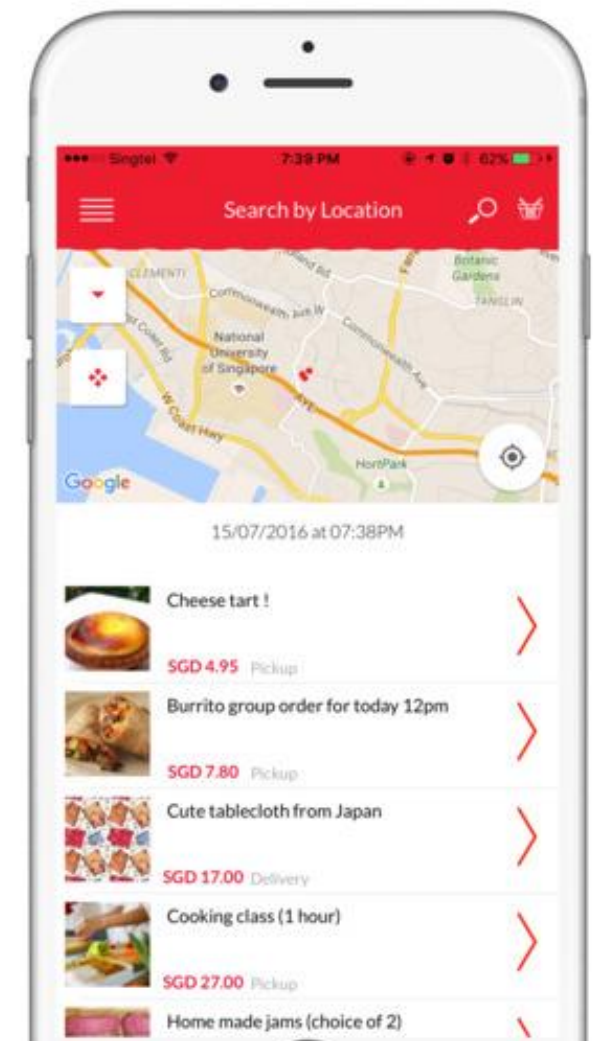 Singtel
7:39 PM
62%
Search by Location
CLEMENTI
Botanic
Gardens
TANGLIN
Commonwealth Ave W
Commonwealth Ave
National
University
of Singapore
AYE
W Coast Hwy
HortPark
Google
15/07/2016 at 07:38PM
Cheese tart !
SGD 4.95 Pickup
Burrito group order for today 12pm
SGD 7.80 Pickup
Cute tablecloth from Japan
SGD 17.00 Delivery
Cooking class (1 hour)
SGD 27.00 Pickup
Home made jams (choice of 2)